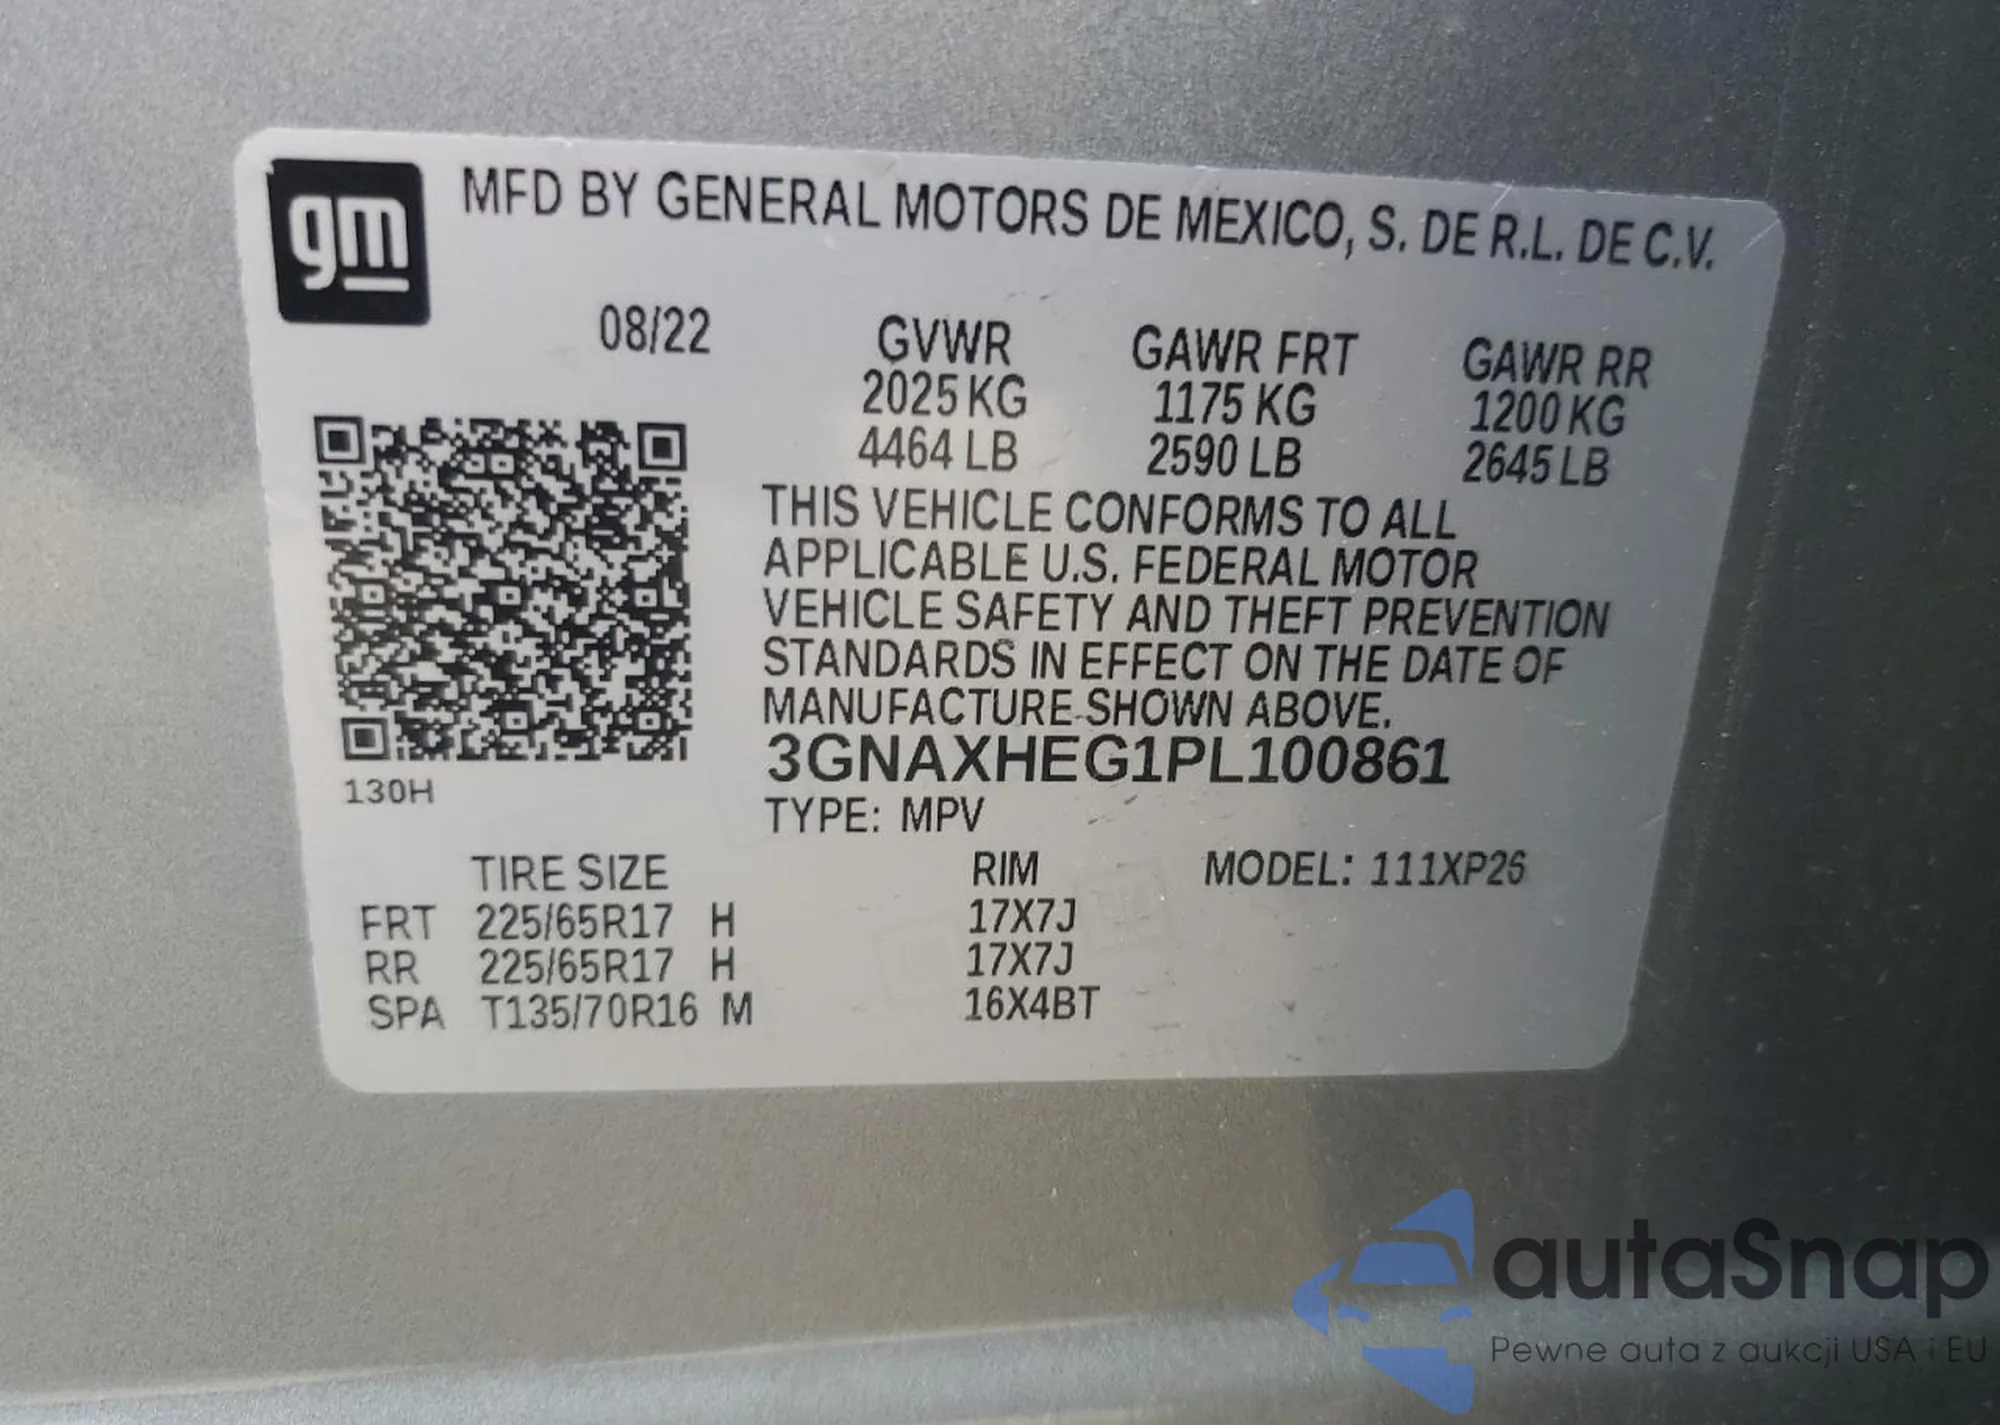 gm
MFD BY GENERAL MOTORS DE MEXICO, S. DE R.L. DE C.V.
08/22
GVWR GAWR FRT GAWR RR
2025 KG 1175 KG 1200 KG
4464 LB 2590 LB 2645 LB
THIS VEHICLE CONFORMS TO ALL
APPLICABLE U.S. FEDERAL MOTOR
VEHICLE SAFETY AND THEFT PREVENTION
STANDARDS IN EFFECT ON THE DATE OF
MANUFACTURE SHOWN ABOVE.
3GNAXHEG1PL100861
130H
TYPE: MPV
TIRE SIZE RIM MODEL: 111XP26
FRT 225/65R17 H 17X7J
RR 225/65R17 H 17X7J
SPA T135/70R16 M 16X4BT
autaSnap
Pewne auta z aukcji USA i EU